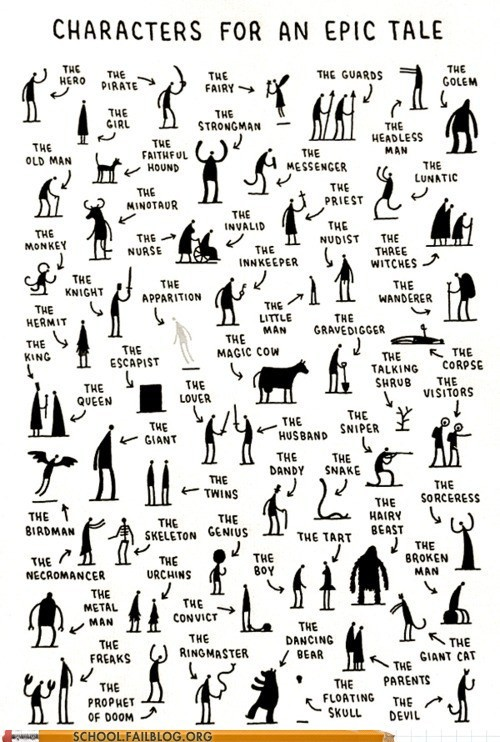 CHARACTERS FOR AN EPIC TALE
THE
HERO
THE
PIRATE
THE
FAIRY
THE GUARDS
THE
GOLEM
THE
GIRL
THE
STRONGMAN
THE
HEADLESS
MAN
THE
OLD MAN
THE
FAITHFUL
HOUND
THE
MESSENGER
THE
LUNATIC
THE
MINOTAUR
THE
PRIEST
THE
MONKEY
THE
NURSE
THE
INVALID
THE
NUDIST
THE
THREE
WITCHES
THE
INNKEEPER
THE
KNIGHT
THE
APPARITION
THE
LITTLE
MAN
THE
WANDERER
THE
HERMIT
THE
GRAVEDIGGER
THE
KING
THE
ESCAPIST
THE
MAGIC COW
THE
TALKING
SHRUB
THE
CORPSE
THE
VISITORS
THE
QUEEN
THE
LOVER
THE
GIANT
THE
HUSBAND
THE
SNIPER
THE
DANDY
THE
SNAKE
THE
TWINS
THE
SORCERESS
THE
BIRDMAN
THE
SKELETON
THE
GENIUS
THE
HAIRY
BEAST
THE TART
THE
NECROMANCER
THE
URCHINS
THE
BOY
THE
BROKEN
MAN
THE
METAL
MAN
THE
CONVICT
THE
DANCING
BEAR
THE
GIANT CAT
THE
FREAKS
THE
RINGMASTER
THE
PARENTS
THE
PROPHET
OF DOOM
THE
FLOATING
SKULL
THE
DEVIL
SCHOOL.FAILBLOG.ORG